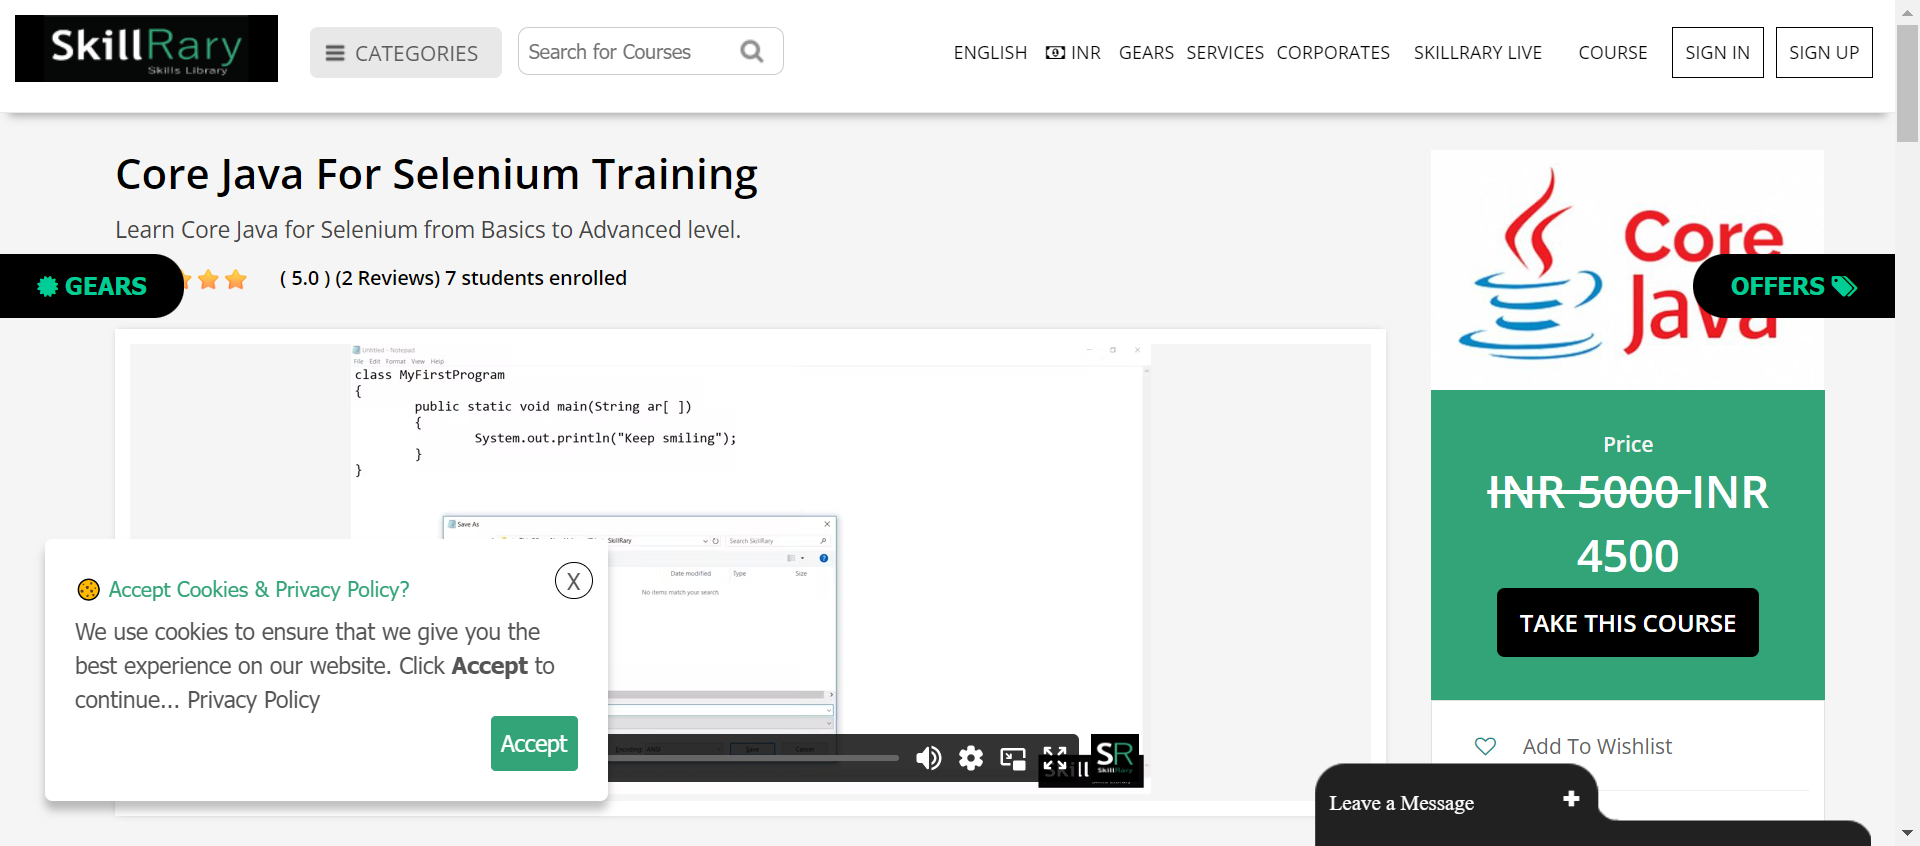 SkillRary
Skills Library
CATEGORIES
Search for Courses
ENGLISH INR GEARS SERVICES CORPORATES SKILLRARY LIVE COURSE SIGN IN SIGN UP
Core Java For Selenium Training
Learn Core Java for Selenium from Basics to Advanced level.
GEARS
( 5.0 ) (2 Reviews) 7 students enrolled
Core
Java
OFFERS
Untitled - Notepad
File Edit Format View Help
class MyFirstProgram
{
public static void main(String ar[ ])
{
System.out.println("Keep smiling");
}
}
Save As
SkillRary
Search SkillRary
Date modified Type Size
No items match your search.
Encoding: ANSI Save Cancel
Price
INR 5000 INR
4500
TAKE THIS COURSE
Add To Wishlist
Accept Cookies & Privacy Policy?
X
We use cookies to ensure that we give you the
best experience on our website. Click Accept to
continue... Privacy Policy
Accept
SR
SkillRary
Skill
Leave a Message